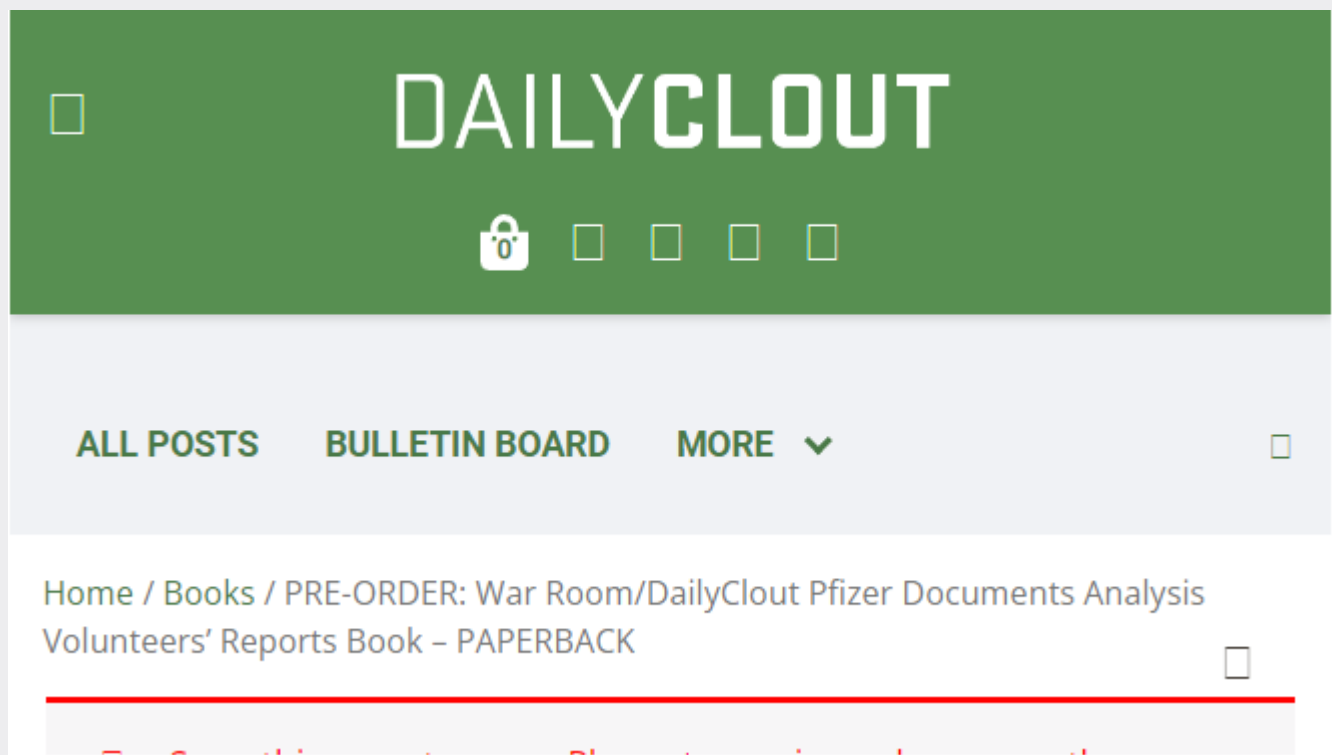 DAILYCLOUT
0
ALL POSTS BULLETIN BOARD MORE
Home / Books / PRE-ORDER: War Room/DailyClout Pfizer Documents Analysis
Volunteers’ Reports Book – PAPERBACK